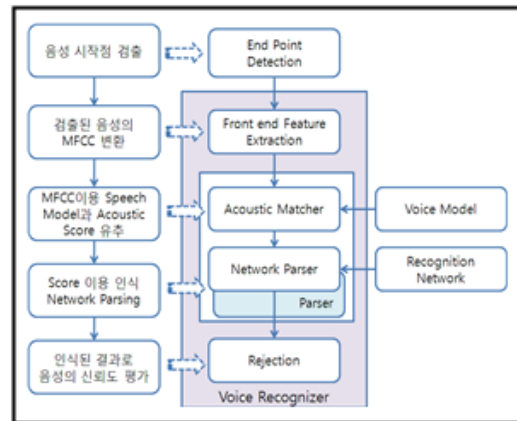 음성 시작점 검출
End Point
Detection
검출된 음성의
MFCC 변환
Front end Feature
Extraction
MFCC이용 Speech
Model과 Acoustic
Score 유추
Acoustic Matcher
Voice Model
Score 이용 인식
Network Parsing
Network Parser
Parser
Recognition
Network
인식된 결과로
음성의 신뢰도 평가
Rejection
Voice Recognizer